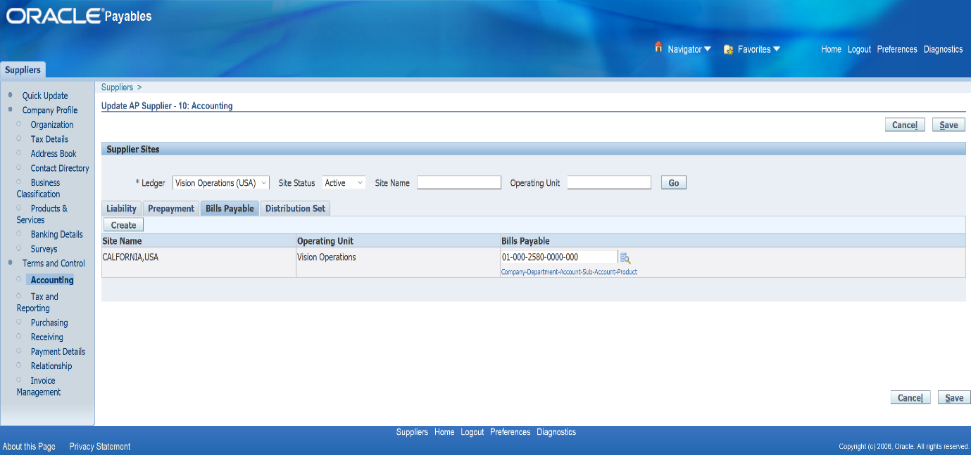 ORACLE® Payables
Navigator Favorites Home Logout Preferences Diagnostics
Suppliers
Quick Update
Company Profile
Organization
Tax Details
Address Book
Contact Directory
Business
Classification
Products &
Services
Banking Details
Surveys
Terms and Control
Accounting
Tax and
Reporting
Purchasing
Receiving
Payment Details
Relationship
Invoice
Management
Suppliers >
Update AP Supplier - 10: Accounting
Cancel Save
Supplier Sites
* Ledger Vision Operations (USA) Site Status Active Site Name Operating Unit Go
Liability Prepayment Bills Payable Distribution Set
Create
Site Name Operating Unit Bills Payable
CALFORNIA,USA Vision Operations 01-000-2580-0000-000
Company-Department-Account-Sub-Account-Product
Cancel Save
Suppliers Home Logout Preferences Diagnostics
About this Page Privacy Statement Copyright (c) 2006, Oracle. All rights reserved.